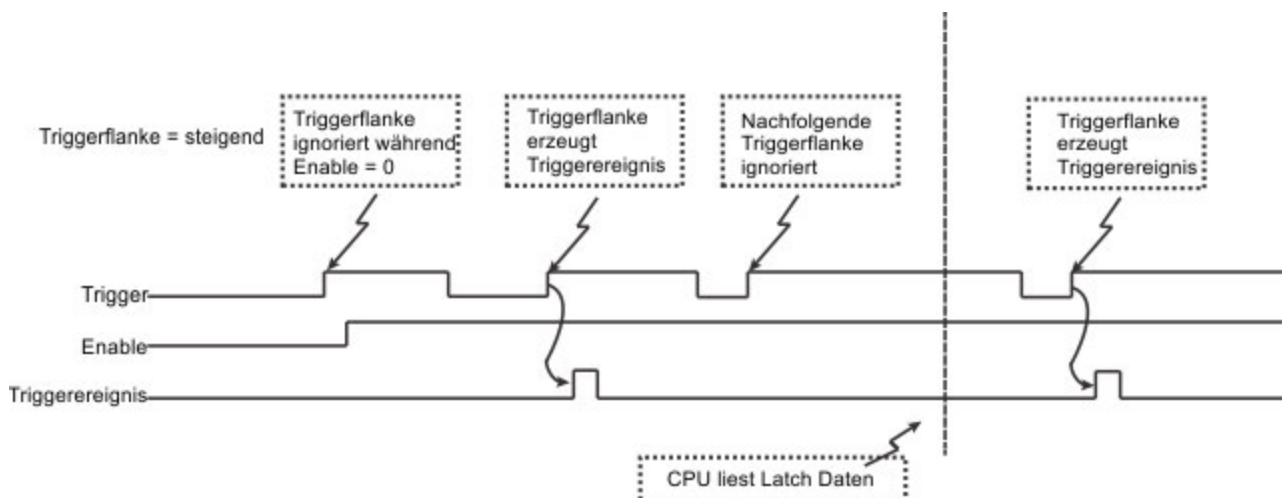 Triggerflanke = steigend
Triggerflanke
ignoriert während
Enable = 0
Triggerflanke
erzeugt
Triggerereignis
Nachfolgende
Triggerflanke
ignoriert
Triggerflanke
erzeugt
Triggerereignis
Trigger
Enable
Triggerereignis
CPU liest Latch Daten